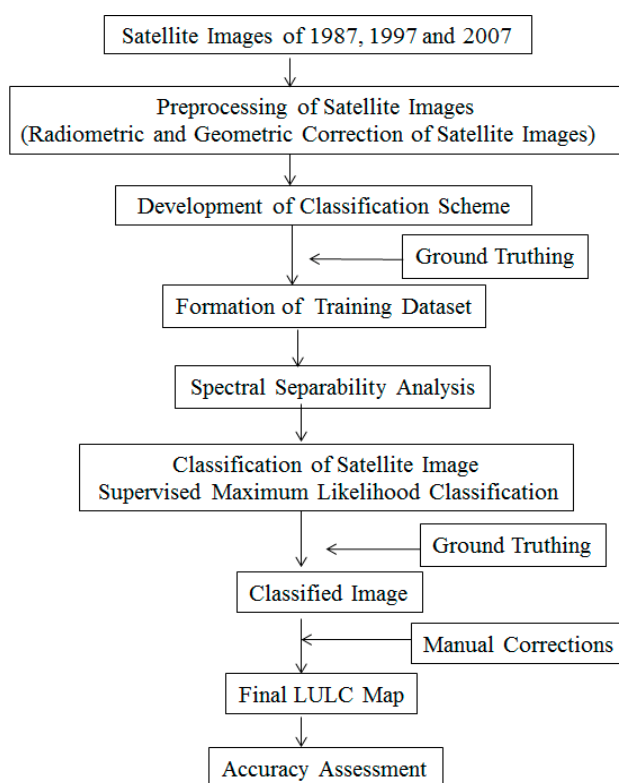 Satellite Images of 1987, 1997 and 2007
Preprocessing of Satellite Images
(Radiometric and Geometric Correction of Satellite Images)
Development of Classification Scheme
Ground Truthing
Formation of Training Dataset
Spectral Separability Analysis
Classification of Satellite Image
Supervised Maximum Likelihood Classification
Ground Truthing
Classified Image
Manual Corrections
Final LULC Map
Accuracy Assessment